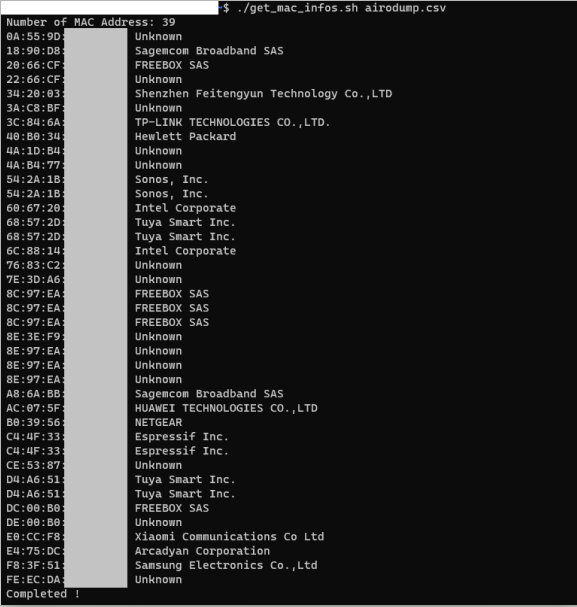 -$ ./get_mac_infos.sh airodump.csv
Number of MAC Address: 39
0A:55:9D: Unknown
18:90:D8: Sagemcom Broadband SAS
20:66:CF: FREEBOX SAS
22:66:CF: Unknown
34:20:03: Shenzhen Feitengyun Technology Co.,LTD
3A:C8:BF: Unknown
3C:84:6A: TP-LINK TECHNOLOGIES CO.,LTD.
40:B0:34: Hewlett Packard
4A:1D:B4: Unknown
4A:B4:77: Unknown
54:2A:1B: Sonos, Inc.
54:2A:1B: Sonos, Inc.
60:67:20: Intel Corporate
68:57:2D: Tuya Smart Inc.
68:57:2D: Tuya Smart Inc.
6C:88:14: Intel Corporate
76:83:C2: Unknown
7E:3D:A6: Unknown
8C:97:EA: FREEBOX SAS
8C:97:EA: FREEBOX SAS
8C:97:EA: FREEBOX SAS
8E:3E:F9: Unknown
8E:97:EA: Unknown
8E:97:EA: Unknown
8E:97:EA: Unknown
A8:6A:BB: Sagemcom Broadband SAS
AC:07:5F: HUAWEI TECHNOLOGIES CO.,LTD
B0:39:56: NETGEAR
C4:4F:33: Espressif Inc.
C4:4F:33: Espressif Inc.
CE:53:87: Unknown
D4:A6:51: Tuya Smart Inc.
D4:A6:51: Tuya Smart Inc.
DC:00:B0: FREEBOX SAS
DE:00:B0: Unknown
E0:CC:F8: Xiaomi Communications Co Ltd
E4:75:DC: Arcadyan Corporation
F8:3F:51: Samsung Electronics Co.,Ltd
FE:EC:DA: Unknown
Completed !